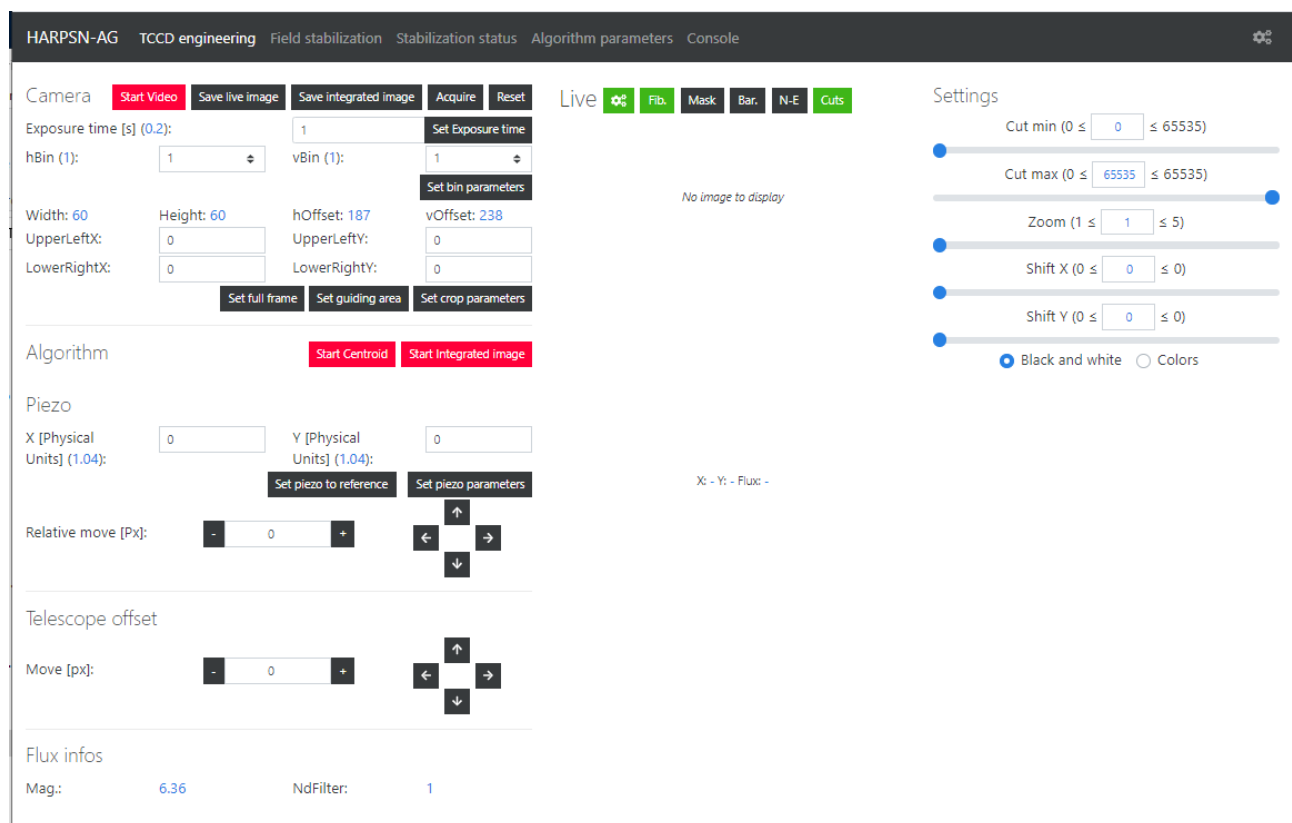 HARPSN-AG TCCD engineering Field stabilization Stabilization status Algorithm parameters Console
Camera Start Video Save live image Save integrated image Acquire Reset
Exposure time [s] (0.2): 1 Set Exposure time
hBin (1): 1 vBin (1): 1
Set bin parameters
Width: 60 Height: 60 hOffset: 187 vOffset: 238
UpperLeftX: 0 UpperLeftY: 0
LowerRightX: 0 LowerRightY: 0
Set full frame Set guiding area Set crop parameters
Algorithm Start Centroid Start Integrated image
Piezo
X [Physical Units] (1.04): 0 Y [Physical Units] (1.04): 0
Set piezo to reference Set piezo parameters
Relative move [Px]: - 0 +
Telescope offset
Move [px]: - 0 +
Flux infos
Mag.: 6.36 NdFilter: 1
Live Fib. Mask Bar. N-E Cuts
No image to display
X: - Y: - Flux: -
Settings
Cut min (0 ≤ 0 ≤ 65535)
Cut max (0 ≤ 65535 ≤ 65535)
Zoom (1 ≤ 1 ≤ 5)
Shift X (0 ≤ 0 ≤ 0)
Shift Y (0 ≤ 0 ≤ 0)
Black and white Colors